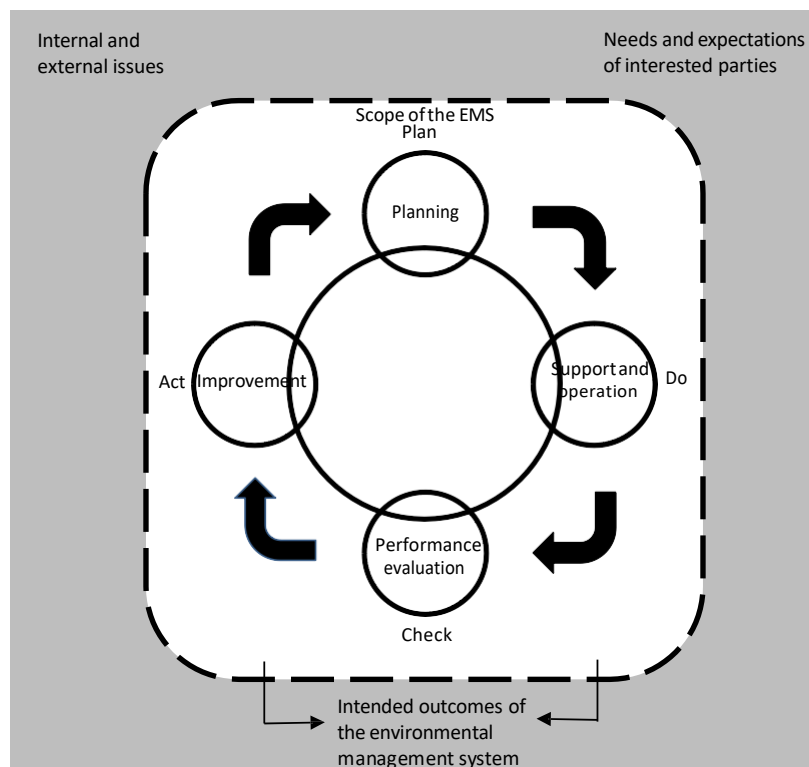 Internal and
external issues
Needs and expectations
of interested parties
Scope of the EMS
Plan
Planning
Act
Improvement
Support and
operation
Do
Performance
evaluation
Check
Intended outcomes of
the environmental
management system